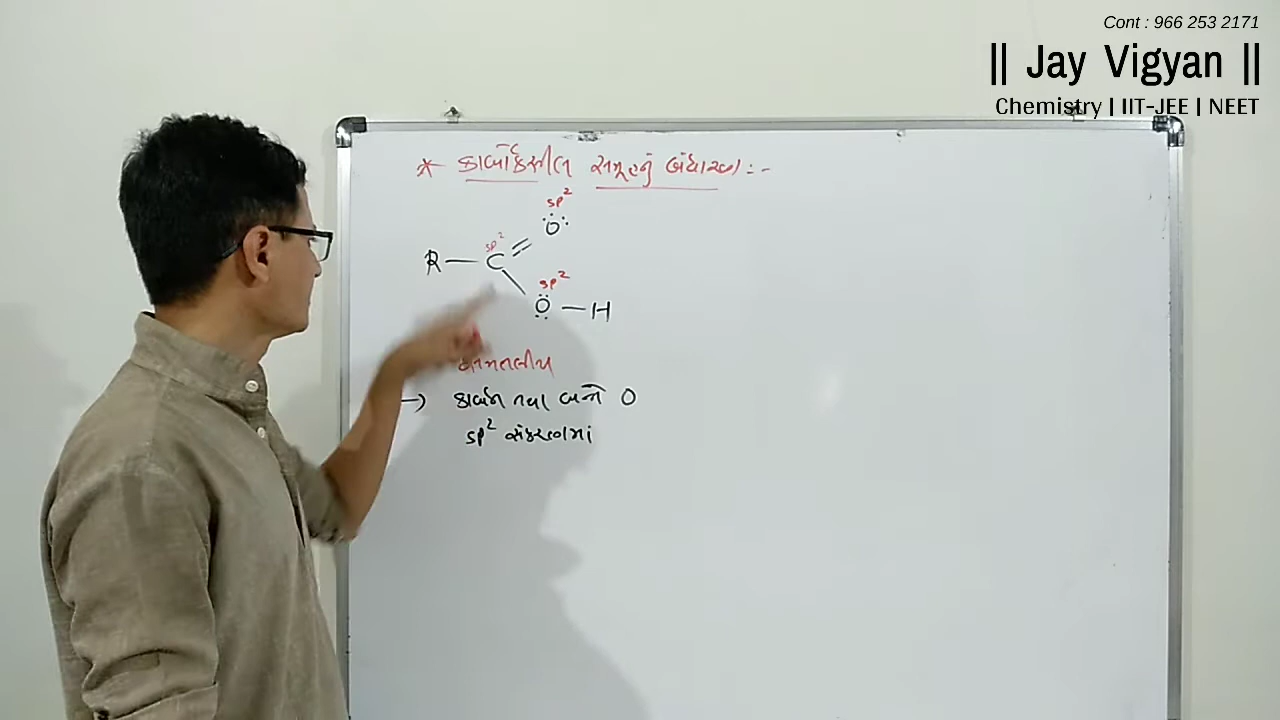 Cont : 966 253 2171
|| Jay Vigyan ||
Chemistry | IIT-JEE | NEET
* કાર્બોક્સીલ સમૂહનું બંધારણ :-
sp²
Ö:
sp²
R — C
sp²
Ö — H
સમતલીય
→ કાર્બન તથા બન્ને O
sp² સંકરણમાં